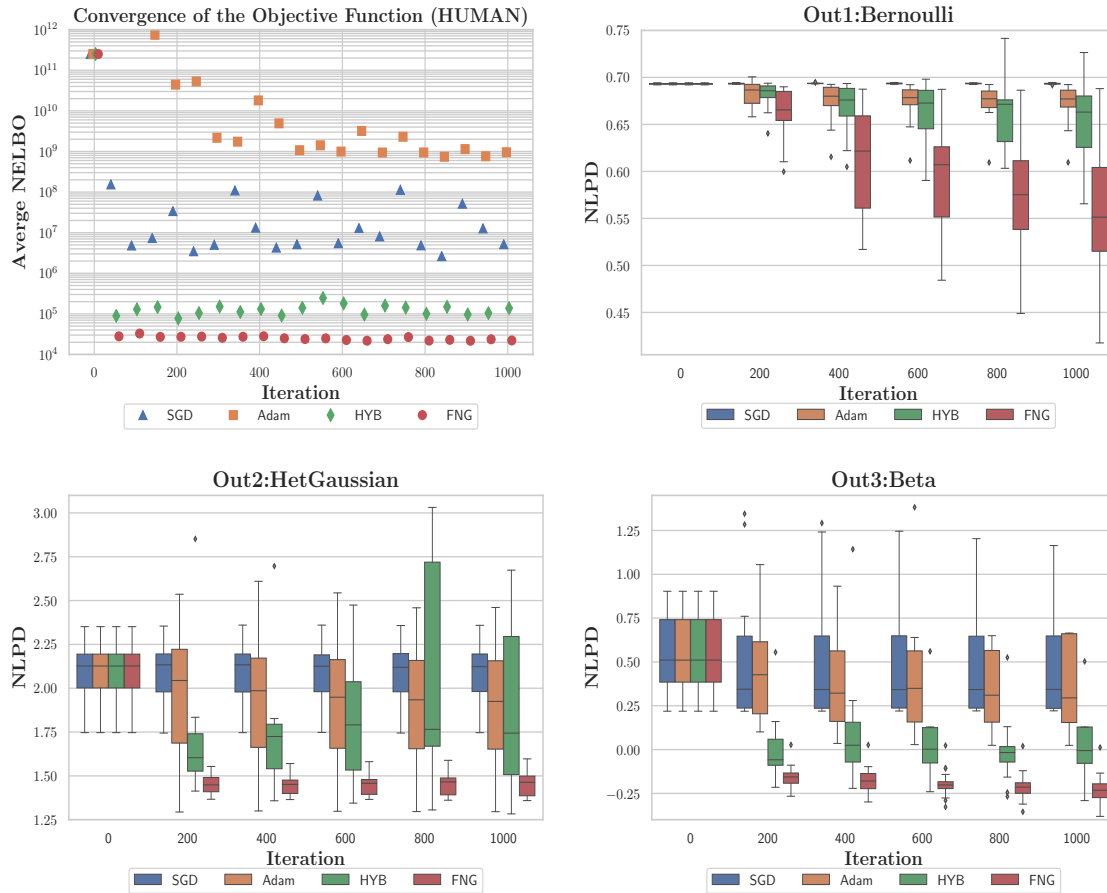 Convergence of the Objective Function (HUMAN)
10^12
10^11
10^10
10^9
10^8
10^7
10^6
10^5
10^4
Averge NELBO
0 200 400 600 800 1000
Iteration
SGD Adam HYB FNG
Out1:Bernoulli
0.75
0.70
0.65
0.60
0.55
0.50
0.45
NLPD
0 200 400 600 800 1000
Iteration
SGD Adam HYB FNG
Out2:HetGaussian
3.00
2.75
2.50
2.25
2.00
1.75
1.50
1.25
NLPD
0 200 400 600 800 1000
Iteration
SGD Adam HYB FNG
Out3:Beta
1.25
1.00
0.75
0.50
0.25
0.00
-0.25
NLPD
0 200 400 600 800 1000
Iteration
SGD Adam HYB FNG